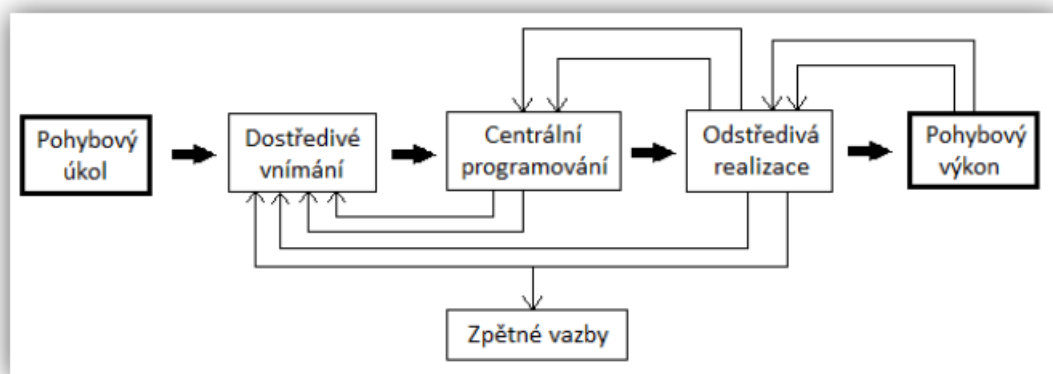 Pohybový
úkol
Dostředivé
vnímání
Centrální
programování
Odstředivá
realizace
Pohybový
výkon
Zpětné vazby